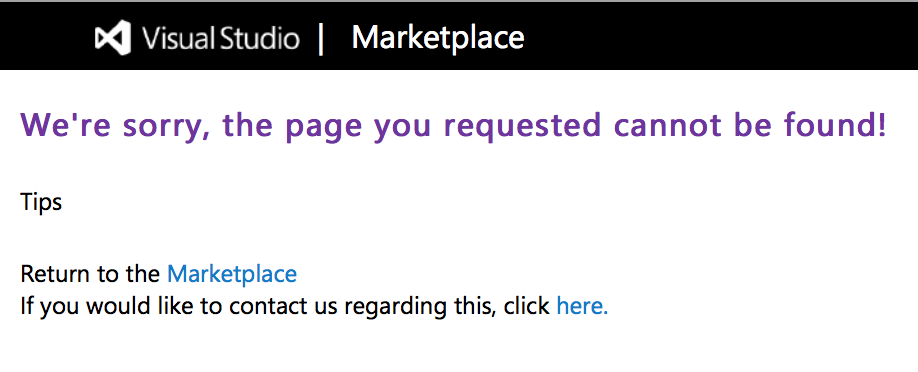 Visual Studio | Marketplace
We're sorry, the page you requested cannot be found!
Tips
Return to the Marketplace
If you would like to contact us regarding this, click here.